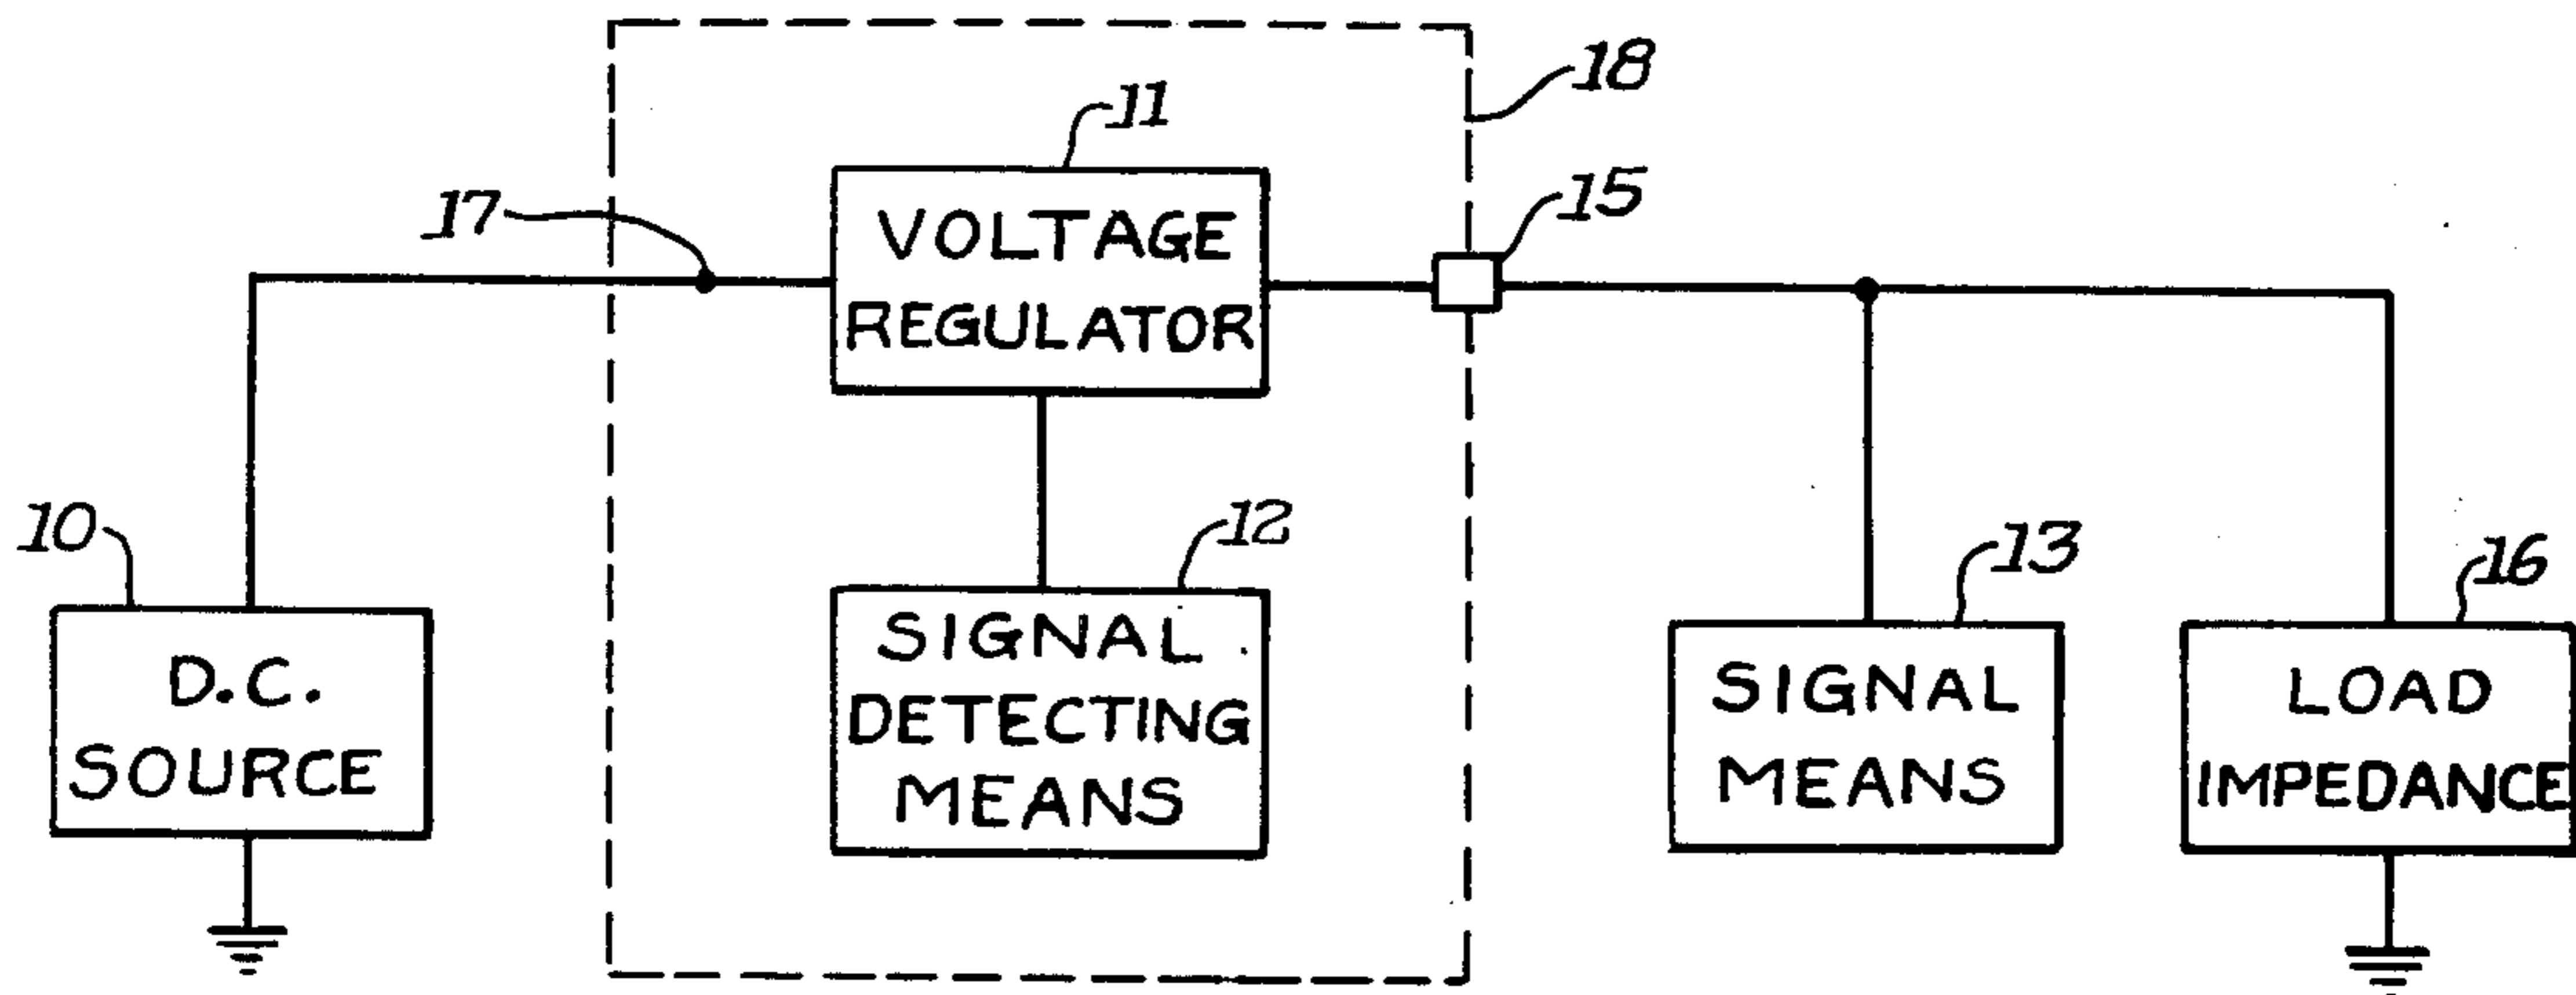 18
11
15
17
VOLTAGE
REGULATOR
10
12
13
16
D.C.
SOURCE
SIGNAL
DETECTING
MEANS
SIGNAL
MEANS
LOAD
IMPEDANCE